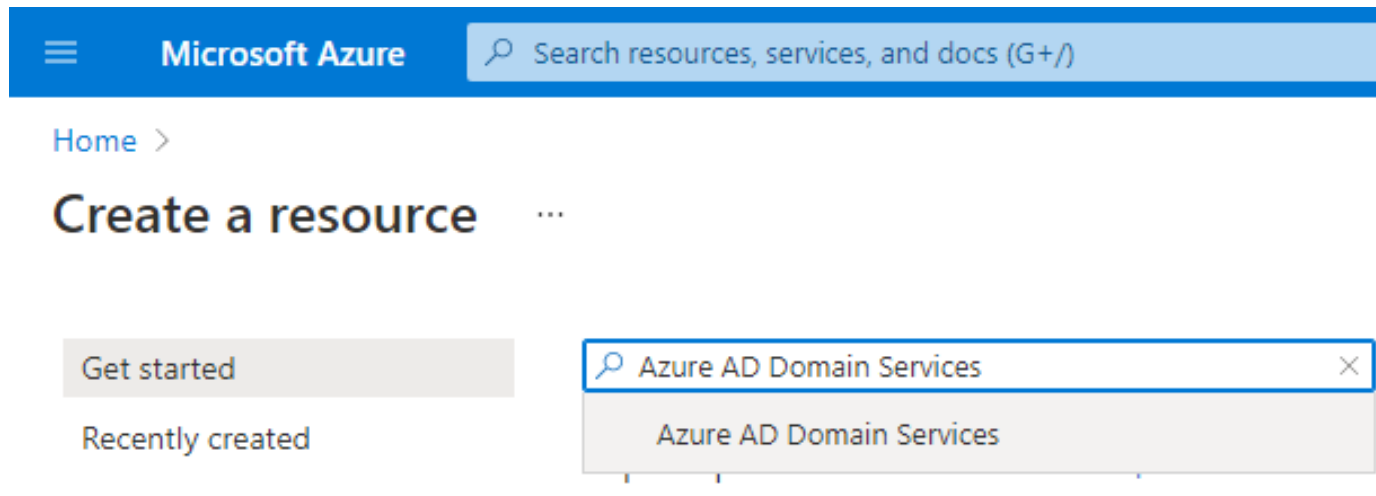 Microsoft Azure
Search resources, services, and docs (G+/)
Home >
Create a resource ...
Get started
Azure AD Domain Services
Recently created
Azure AD Domain Services